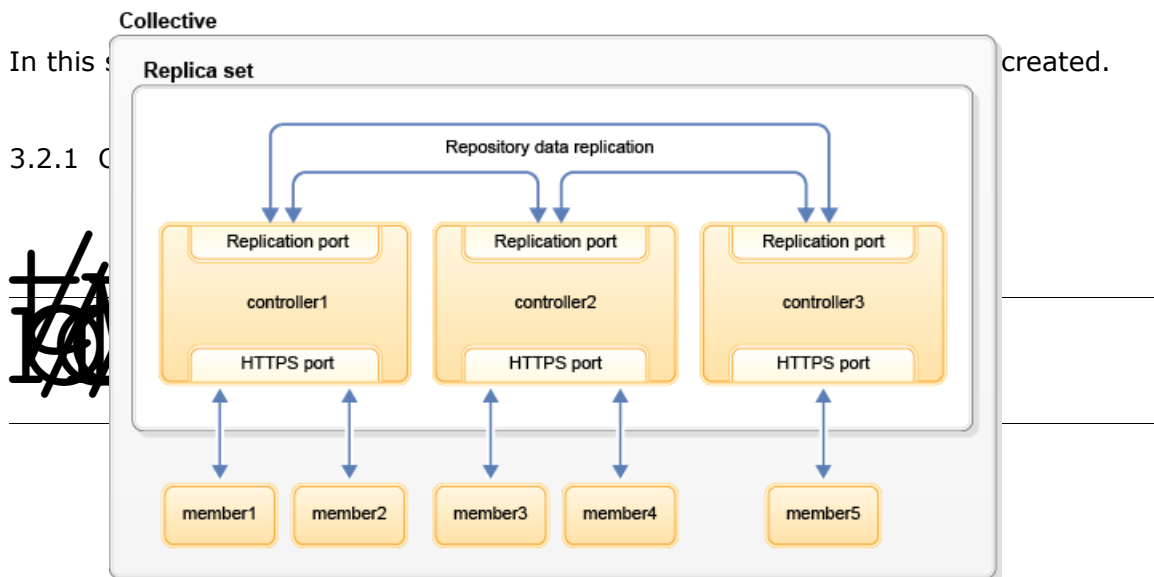 Collective
In this
created.
Replica set
3.2.1
Repository data replication
Replication port Replication port Replication port
controller1 controller2 controller3
HTTPS port HTTPS port HTTPS port
member1 member2 member3 member4 member5